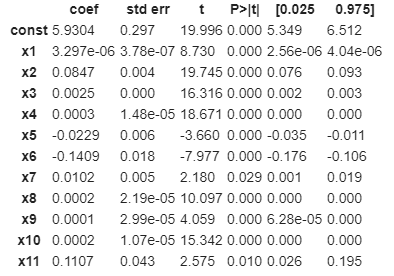 coef std err t P>|t| [0.025 0.975]
const 5.9304 0.297 19.996 0.000 5.349 6.512
x1 3.297e-06 3.78e-07 8.730 0.000 2.56e-06 4.04e-06
x2 0.0847 0.004 19.745 0.000 0.076 0.093
x3 0.0025 0.000 16.316 0.000 0.002 0.003
x4 0.0003 1.48e-05 18.671 0.000 0.000 0.000
x5 -0.0229 0.006 -3.660 0.000 -0.035 -0.011
x6 -0.1409 0.018 -7.977 0.000 -0.176 -0.106
x7 0.0102 0.005 2.180 0.029 0.001 0.019
x8 0.0002 2.19e-05 10.097 0.000 0.000 0.000
x9 0.0001 2.99e-05 4.059 0.000 6.28e-05 0.000
x10 0.0002 1.07e-05 15.342 0.000 0.000 0.000
x11 0.1107 0.043 2.575 0.010 0.026 0.195